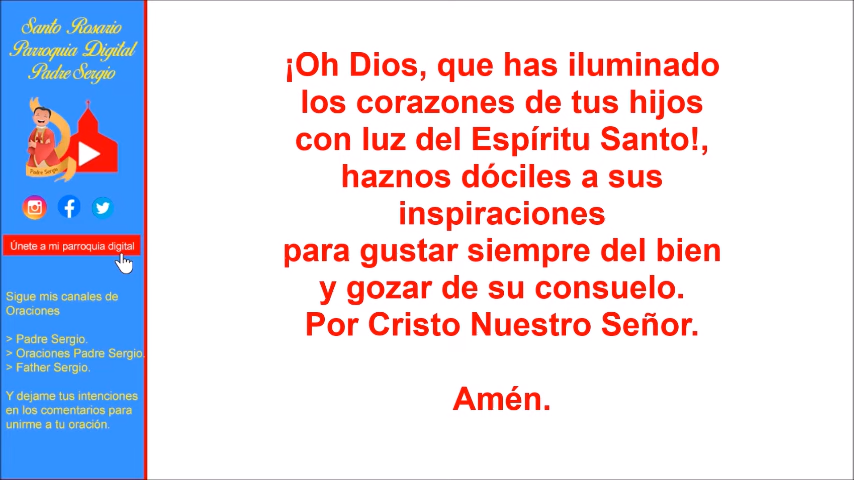 Santo Rosario
Parroquia Digital
Padre Sergio
Padre Sergio
Únete a mi parroquia digital
Sigue mis canales de
Oraciones
> Padre Sergio.
> Oraciones Padre Sergio.
> Father Sergio.
Y dejame tus intenciones
en los comentarios para
unirme a tu oración.
¡Oh Dios, que has iluminado
los corazones de tus hijos
con luz del Espíritu Santo!,
haznos dóciles a sus
inspiraciones
para gustar siempre del bien
y gozar de su consuelo.
Por Cristo Nuestro Señor.
Amén.